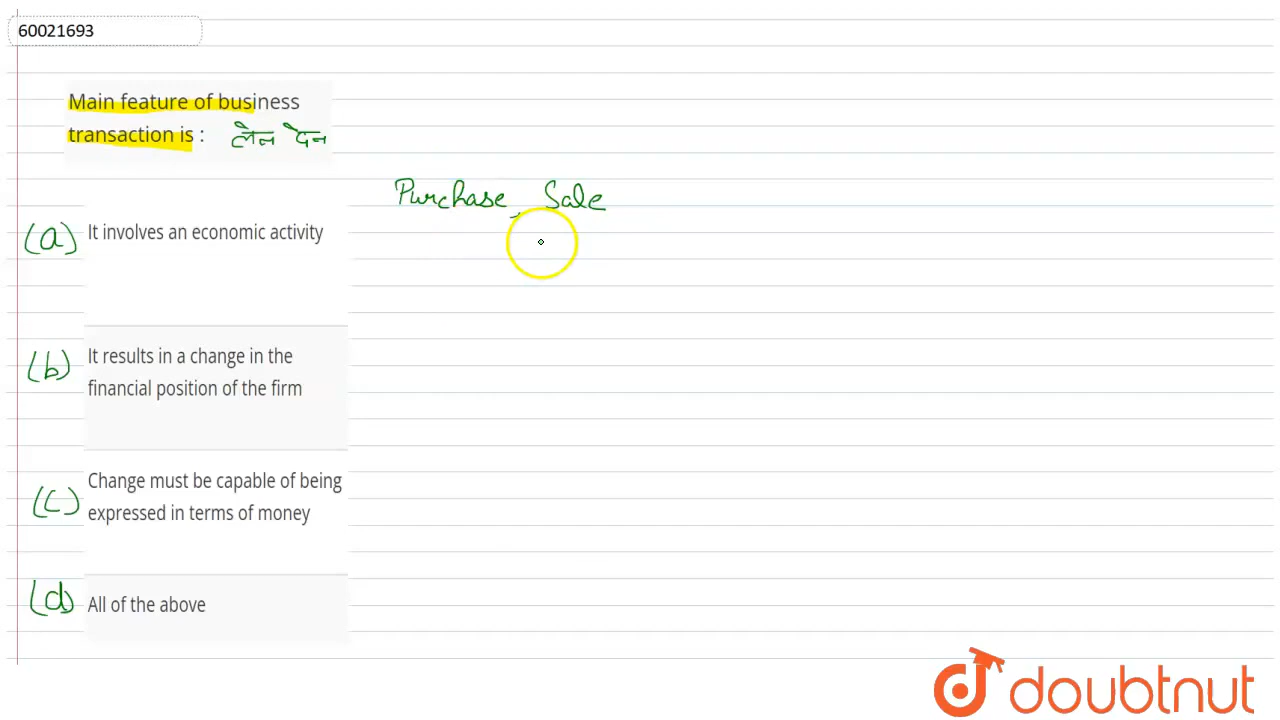 60021693
Main feature of business
transaction is : लेन देन
Purchase, Sale
(a) It involves an economic activity
(b) It results in a change in the
financial position of the firm
(c) Change must be capable of being
expressed in terms of money
(d) All of the above
doubtnut